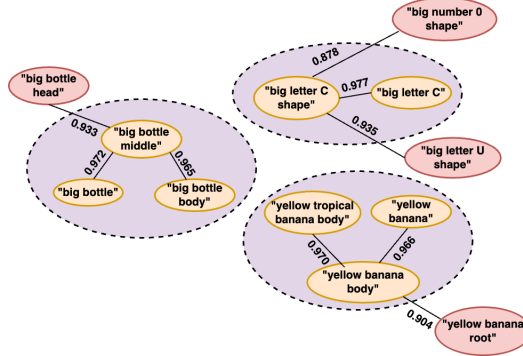 "big number 0
shape"
0.878
"big letter C
shape"
0.977
"big letter C"
0.935
"big letter U
shape"
"big bottle
head"
0.933
"big bottle
middle"
0.972
0.965
"big bottle"
"big bottle
body"
"yellow tropical
banana body"
"yellow
banana"
0.970
0.966
"yellow banana
body"
0.904
"yellow banana
root"